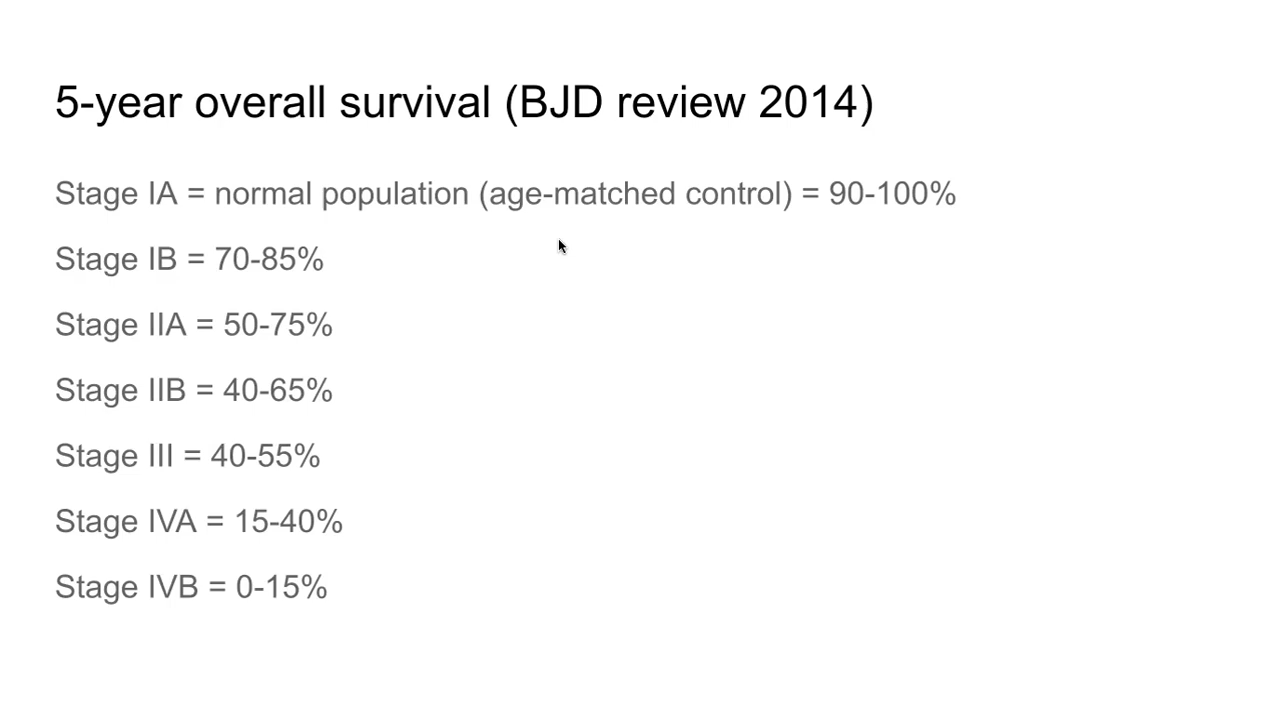 5-year overall survival (BJD review 2014)
Stage IA = normal population (age-matched control) = 90-100%
Stage IB = 70-85%
Stage IIA = 50-75%
Stage IIB = 40-65%
Stage III = 40-55%
Stage IVA = 15-40%
Stage IVB = 0-15%